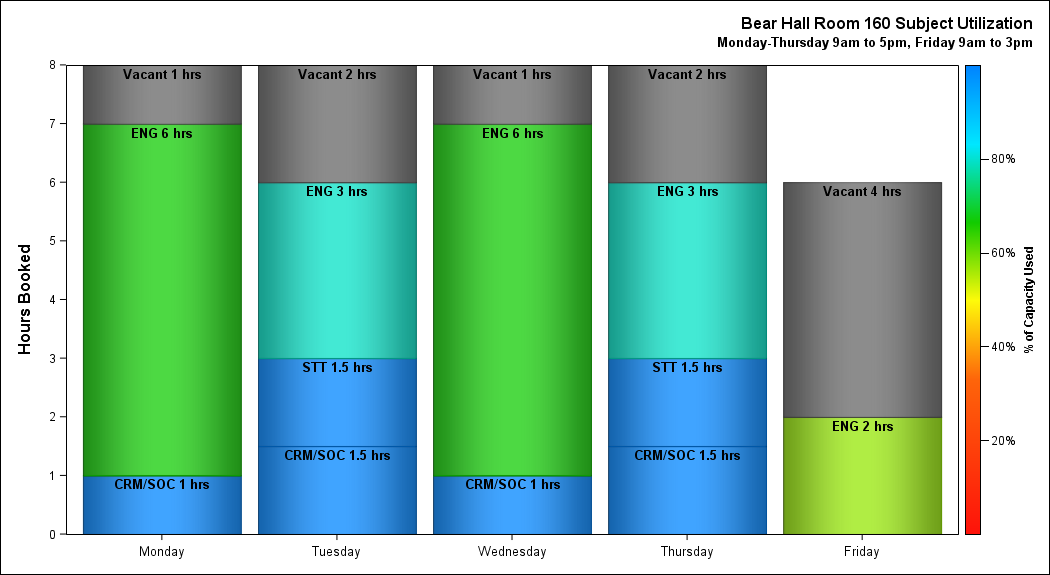 Bear Hall Room 160 Subject Utilization
Monday-Thursday 9am to 5pm, Friday 9am to 3pm
Hours Booked
8
7
6
5
4
3
2
1
0
Vacant 1 hrs
ENG 6 hrs
CRM/SOC 1 hrs
Vacant 2 hrs
ENG 3 hrs
STT 1.5 hrs
CRM/SOC 1.5 hrs
Vacant 1 hrs
ENG 6 hrs
CRM/SOC 1 hrs
Vacant 2 hrs
ENG 3 hrs
STT 1.5 hrs
CRM/SOC 1.5 hrs
Vacant 4 hrs
ENG 2 hrs
Monday
Tuesday
Wednesday
Thursday
Friday
80%
60%
40%
20%
% of Capacity Used